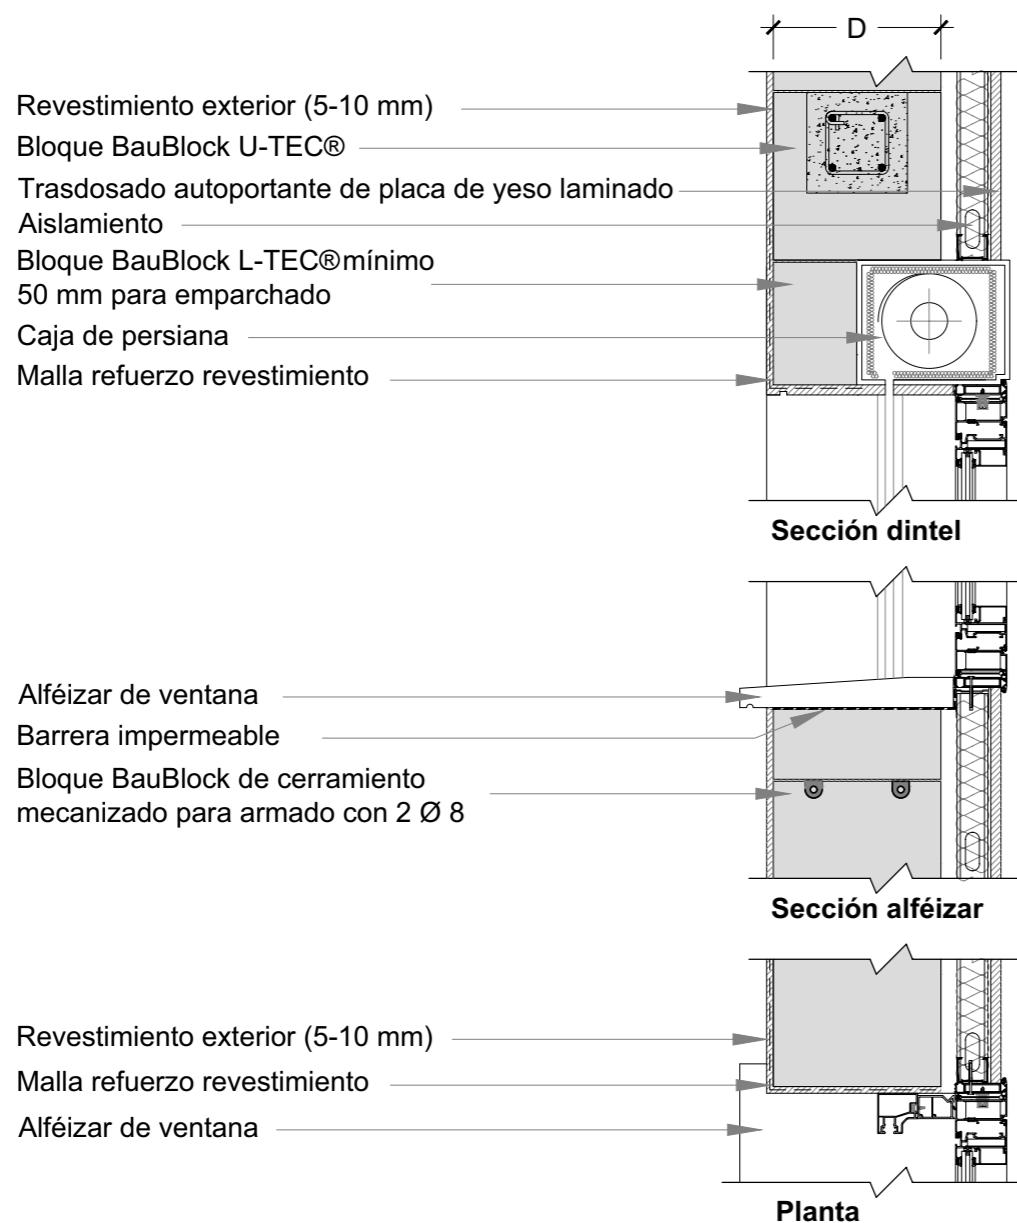 D
Revestimiento exterior (5-10 mm)
Bloque BauBlock U-TEC®
Trasdosado autoportante de placa de yeso laminado
Aislamiento
Bloque BauBlock L-TEC® mínimo
50 mm para emparchado
Caja de persiana
Malla refuerzo revestimiento
Sección dintel
Alféizar de ventana
Barrera impermeable
Bloque BauBlock de cerramiento
mecanizado para armado con 2 Ø 8
Sección alféizar
Revestimiento exterior (5-10 mm)
Malla refuerzo revestimiento
Alféizar de ventana
Planta